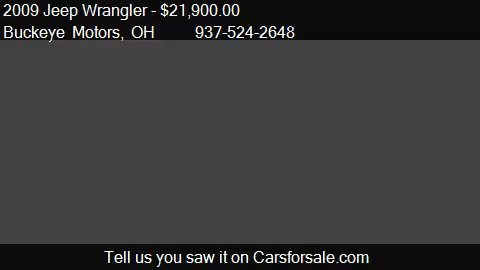 2009 Jeep Wrangler - $21,900.00
Buckeye Motors, OH 937-524-2648
Tell us you saw it on Carsforsale.com